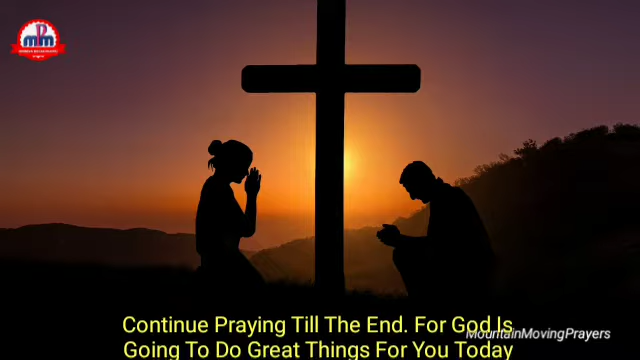 Continue Praying Till The End. For God Is
MountainMovingPrayers
Going To Do Great Things For You Today